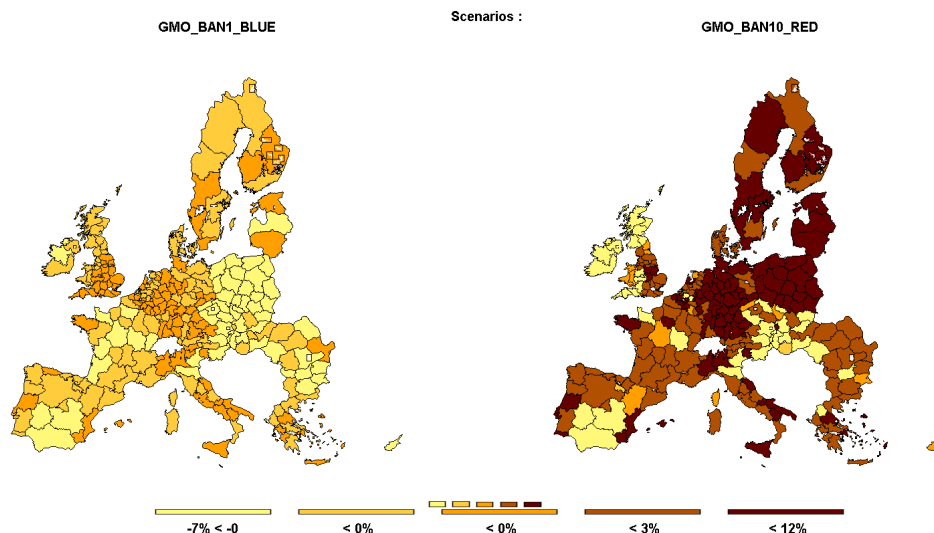 Scenarios :
GMO_BAN1_BLUE
GMO_BAN10_RED
-7% < -0
< 0%
< 0%
< 3%
< 12%